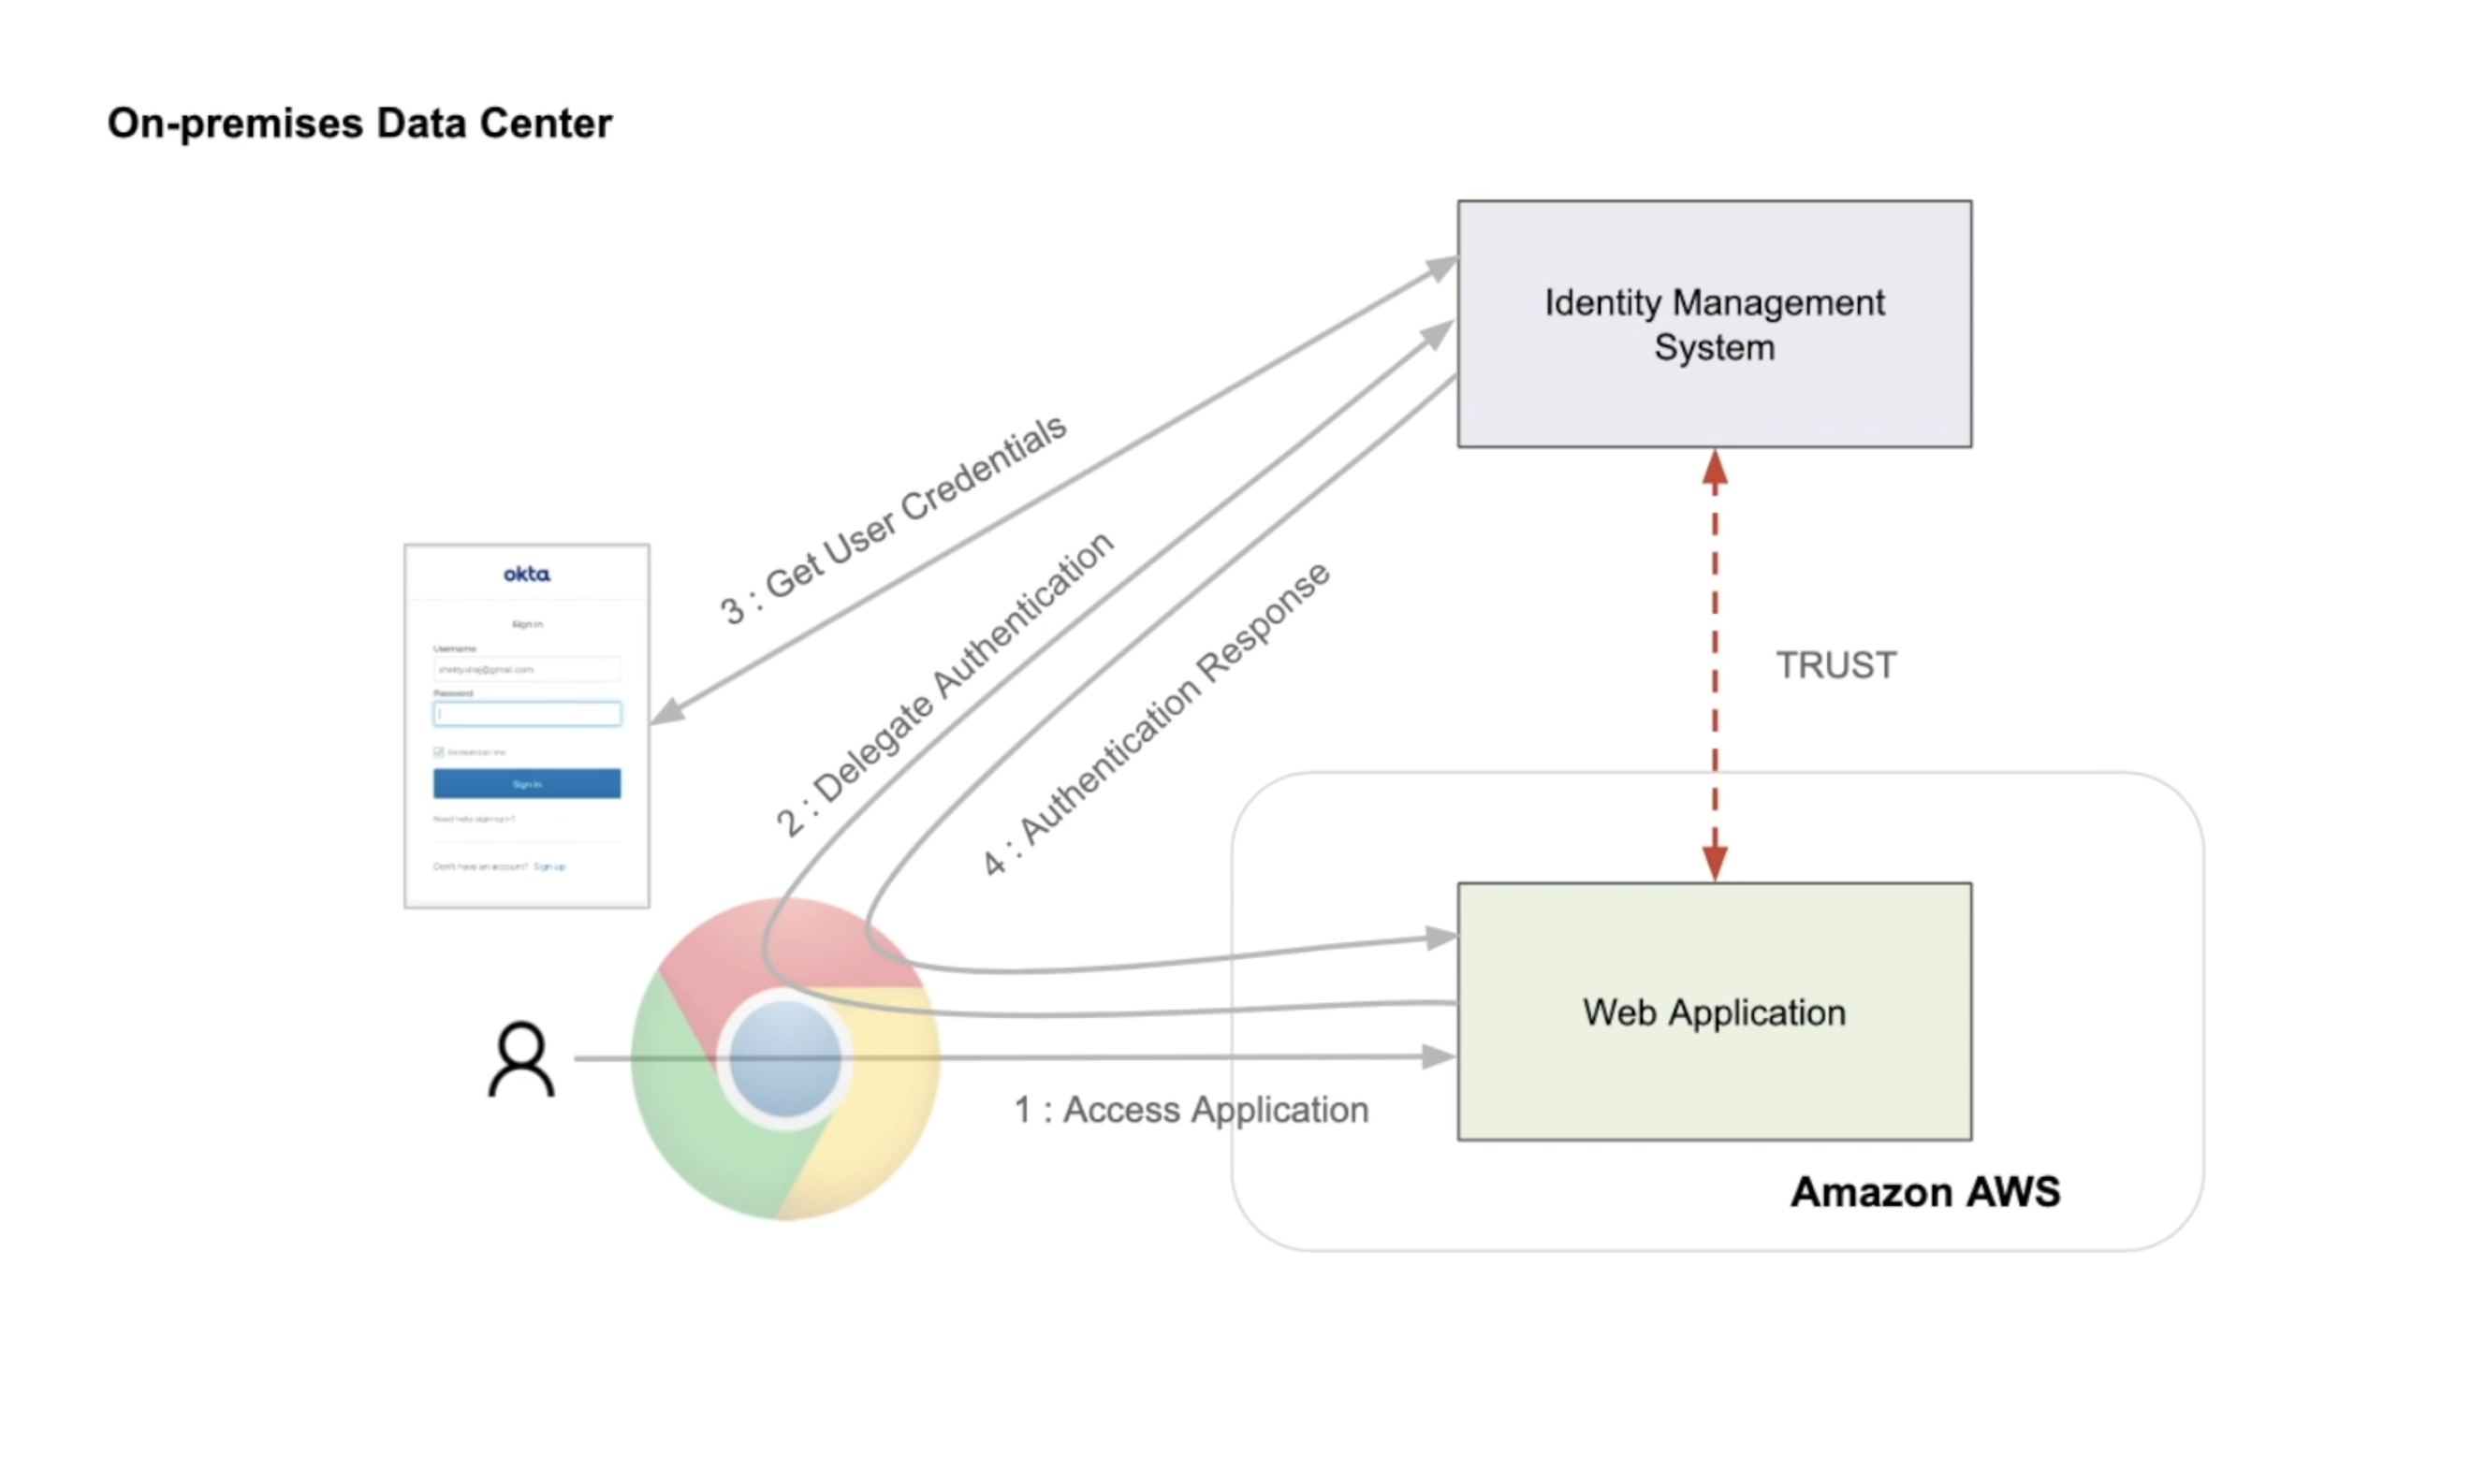 On-premises Data Center
Identity Management
System
3 : Get User Credentials
2 : Delegate Authentication
4 : Authentication Response
TRUST
okta
Sign In
Username
Password
Remember me
Sign In
Need help signing in?
Don't have an account? Sign up
Web Application
1 : Access Application
Amazon AWS